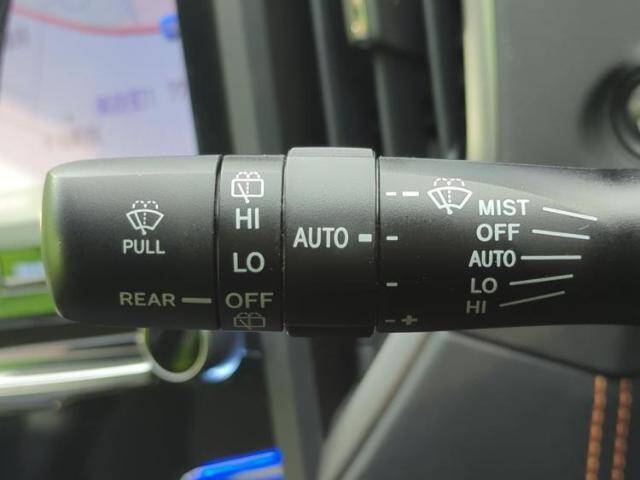 PULL
REAR
HI
LO
OFF
AUTO
- +
MIST
OFF
AUTO
LO
HI